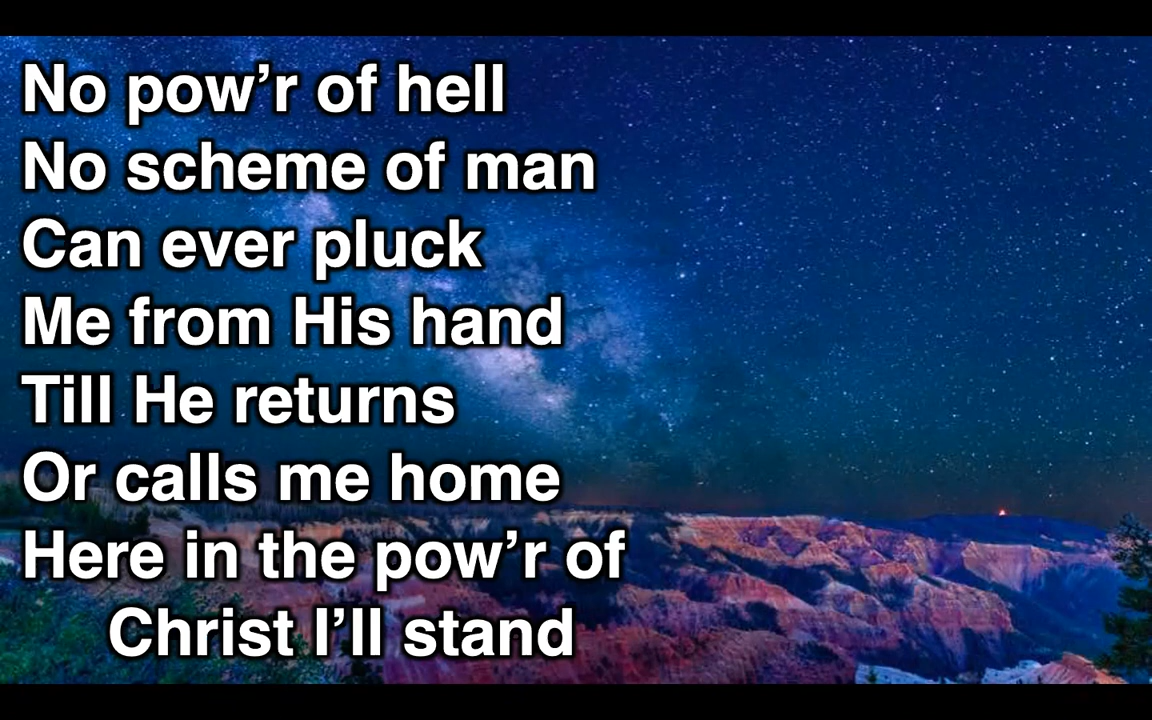 No pow’r of hell
No scheme of man
Can ever pluck
Me from His hand
Till He returns
Or calls me home
Here in the pow’r of
Christ I’ll stand